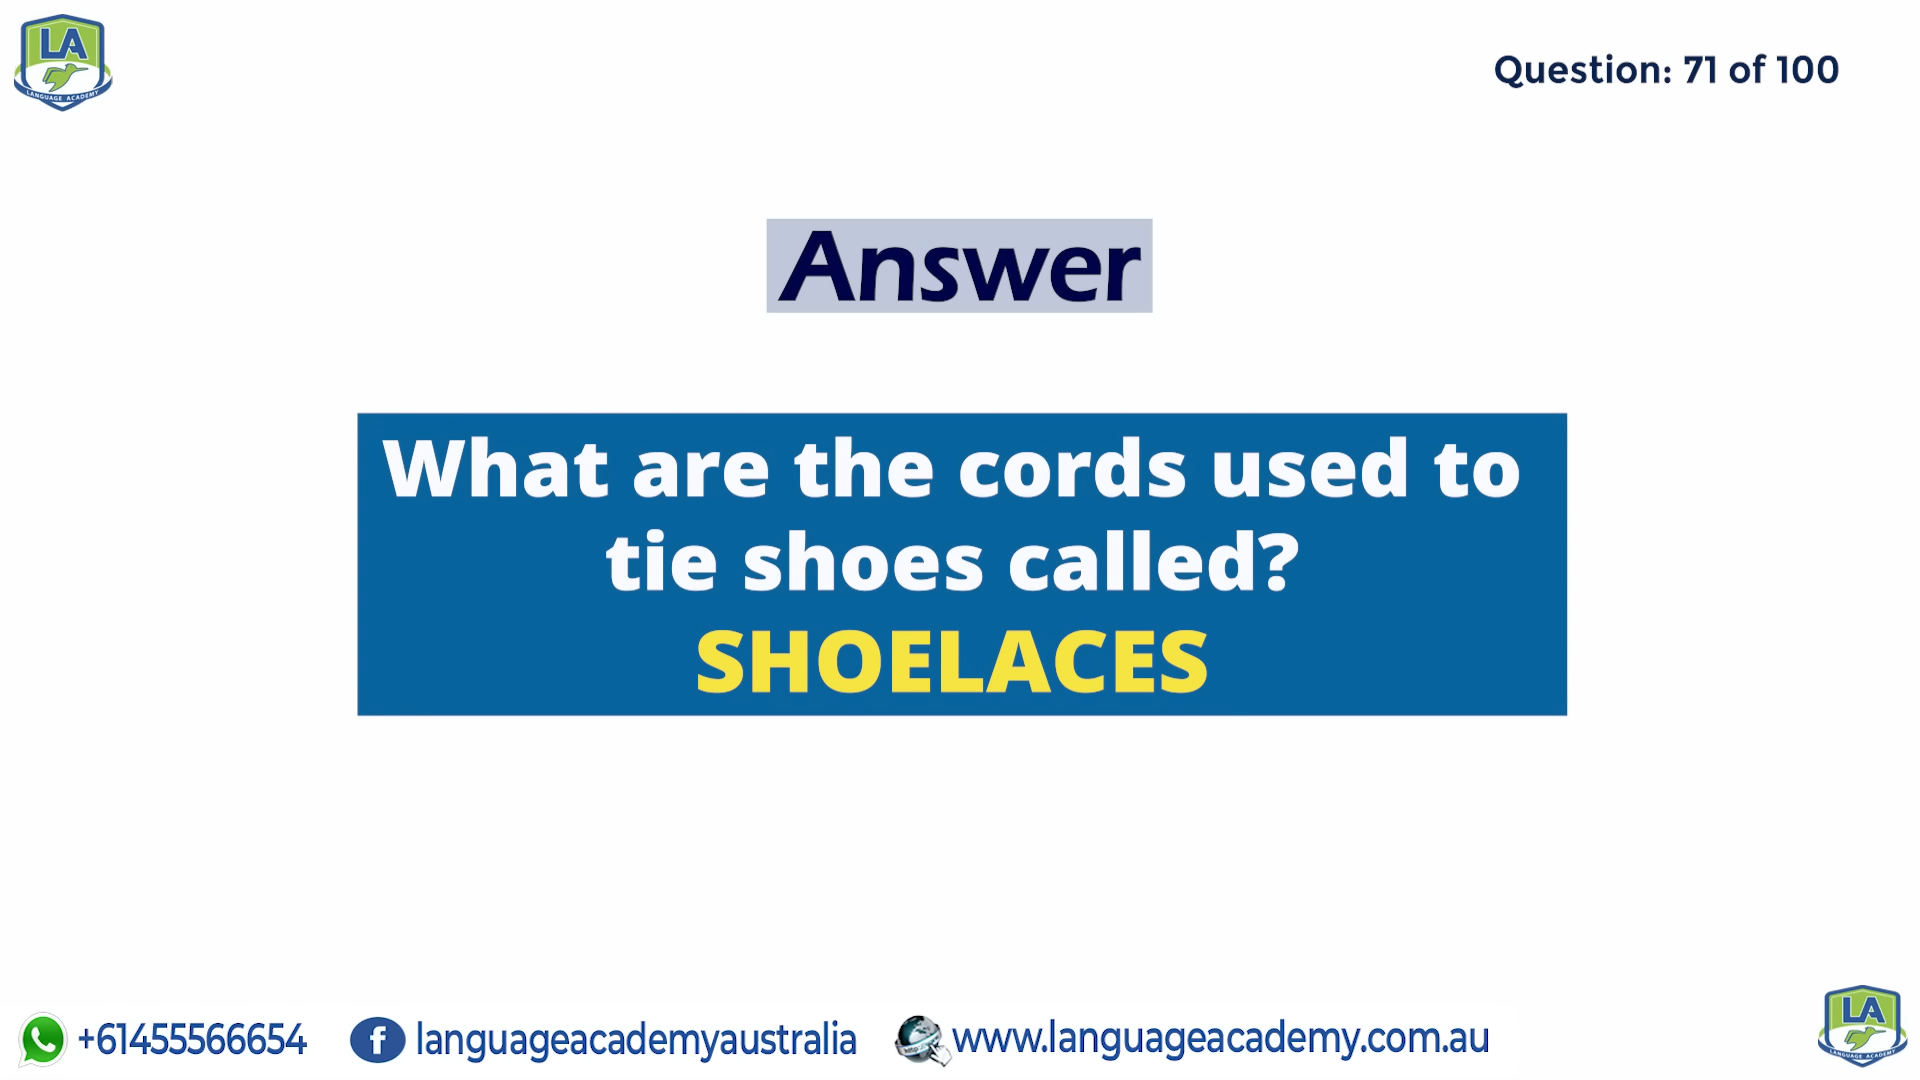 LA
LANGUAGE ACADEMY
Question: 71 of 100
Answer
What are the cords used to
tie shoes called?
SHOELACES
+61455566654
languageacademyaustralia
www.languageacademy.com.au
LA
LANGUAGE ACADEMY